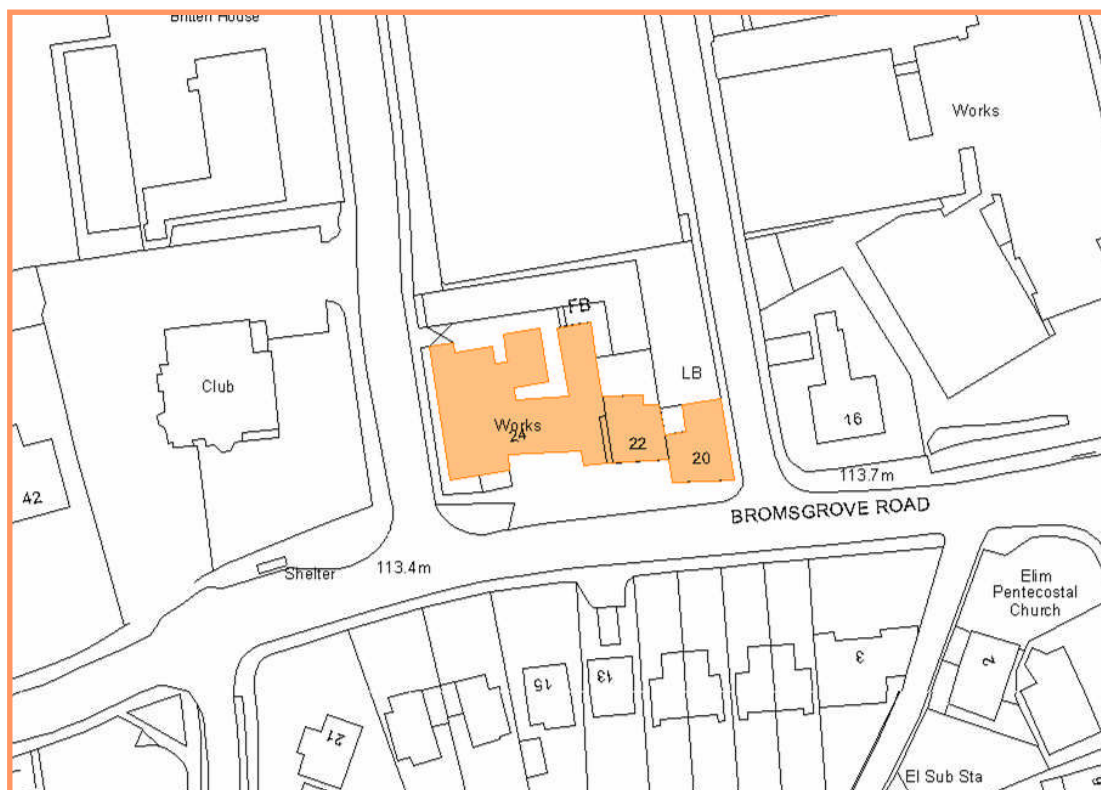 Britten House
Works
FB
LB
Club
Works
24
22
20
16
42
113.7m
BROMSGROVE ROAD
Shelter
113.4m
Elim
Pentecostal
Church
15
13
3
2
21
El Sub Sta